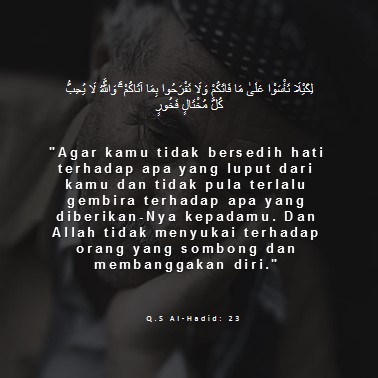 لِكَيْلَا تَأْسَوْا عَلَىٰ مَا فَاتَكُمْ وَلَا تَفْرَحُوا بِمَا آتَاكُمْ ۗ وَاللَّهُ لَا يُحِبُّ
كُلَّ مُخْتَالٍ فَخُورٍ
"Agar kamu tidak bersedih hati
terhadap apa yang luput dari
kamu dan tidak pula terlalu
gembira terhadap apa yang
diberikan-Nya kepadamu. Dan
Allah tidak menyukai terhadap
orang yang sombong dan
membanggakan diri."
Q.S Al-Hadid: 23